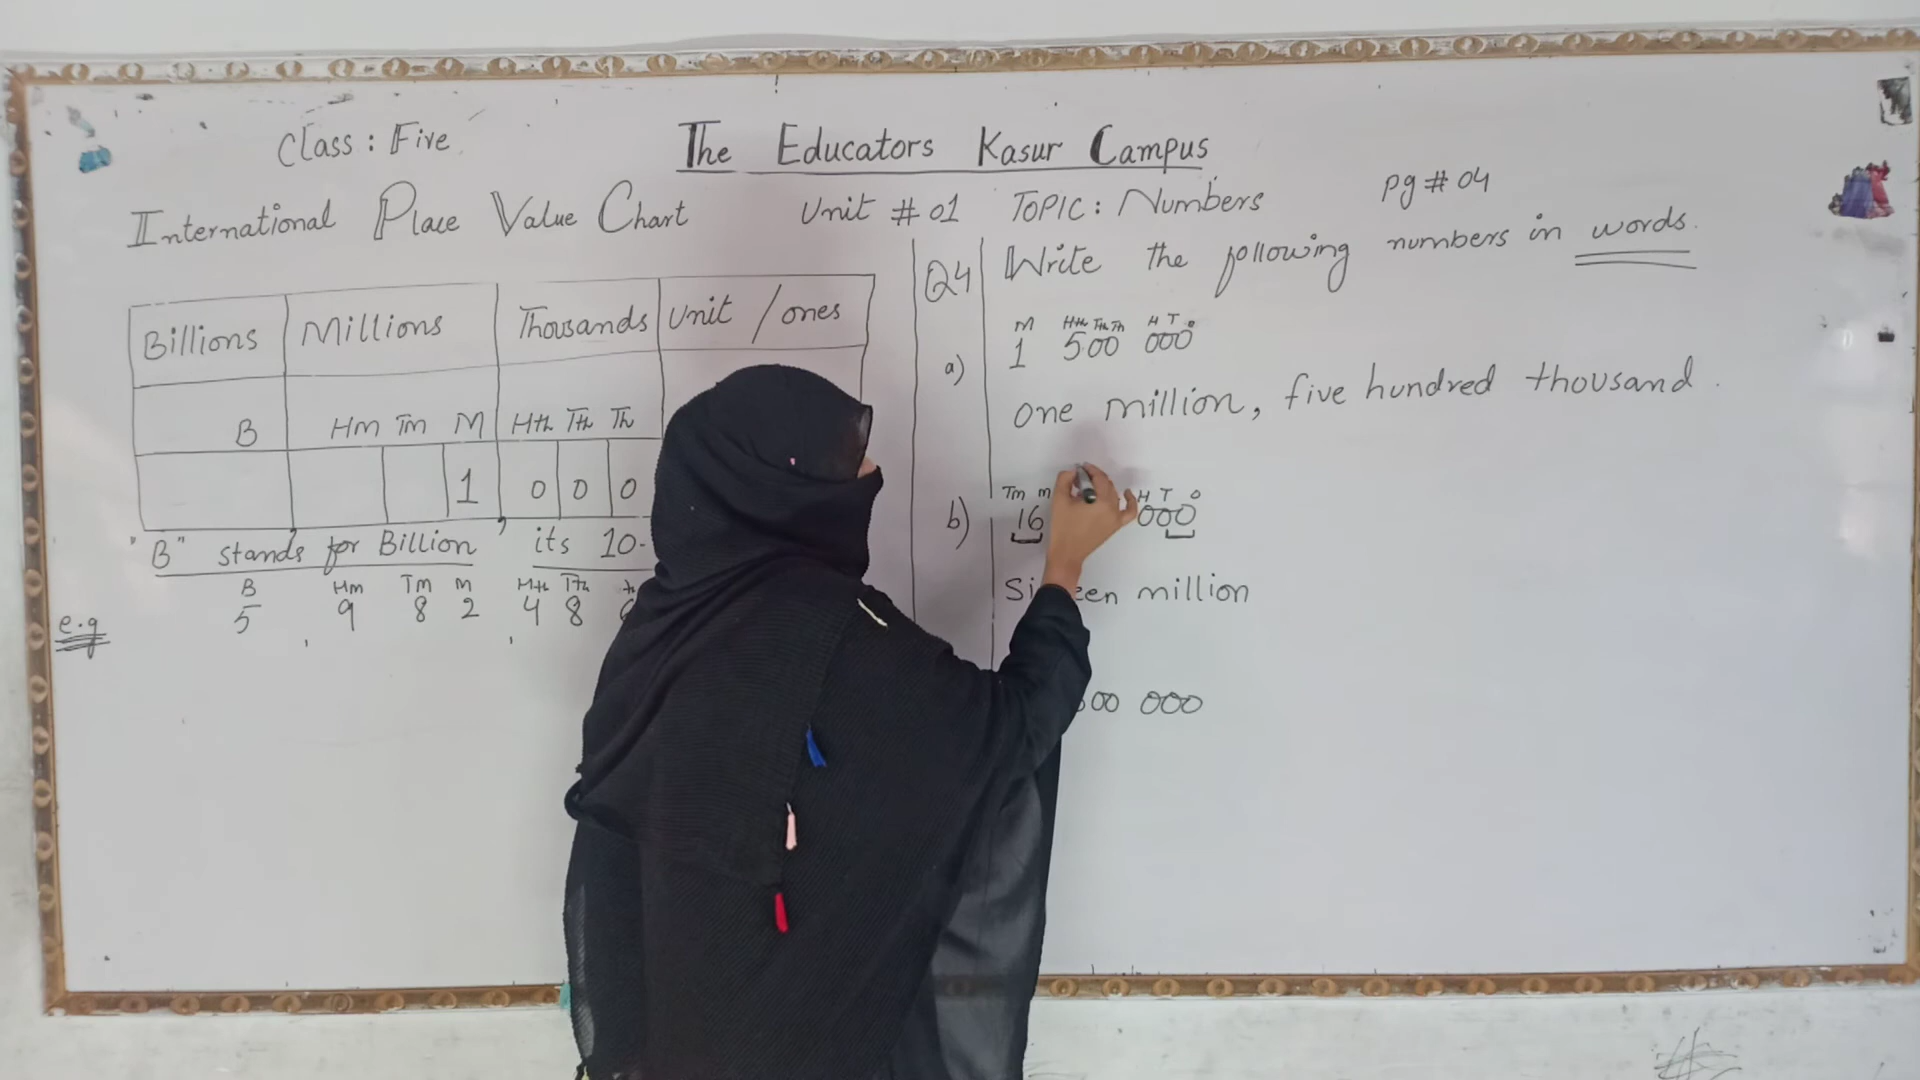 Class: Five
The Educators Kasur Campus
International Place Value Chart
Unit # 01 Topic: Numbers
pg # 04
Billions Millions Thousands Unit / ones
B Hm Tm M Hth Tth Th
1 0 0 0
"B" stands for Billion, its 10-
B Hm Tm M Hth Tth
e.g 5, 9 8 2, 4 8
Q4 Write the following numbers in words.
M Hth Tth Th H T o
a) 1 500 000
one million, five hundred thousand.
Tm m H T o
b) 16 000
million
00 000